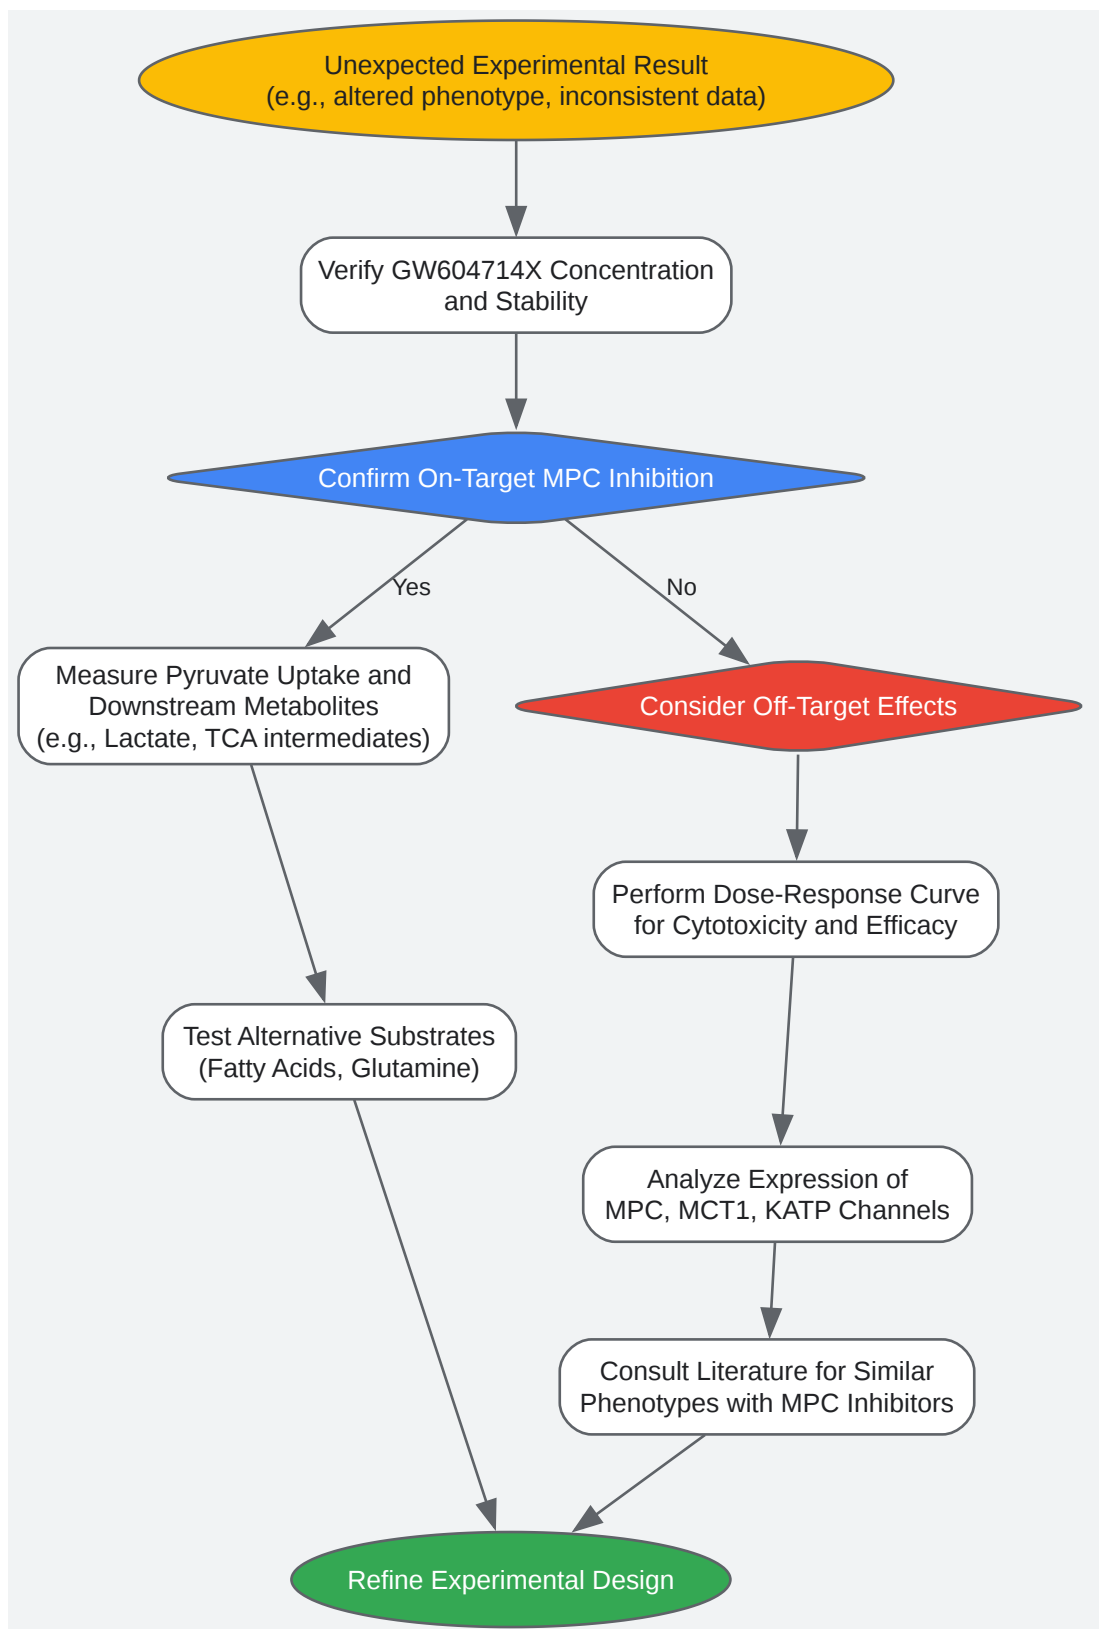 Unexpected Experimental Result
(e.g., altered phenotype, inconsistent data)
Verify GW604714X Concentration
and Stability
Confirm On-Target MPC Inhibition
Yes
No
Measure Pyruvate Uptake and
Downstream Metabolites
(e.g., Lactate, TCA intermediates)
Consider Off-Target Effects
Perform Dose-Response Curve
for Cytotoxicity and Efficacy
Test Alternative Substrates
(Fatty Acids, Glutamine)
Analyze Expression of
MPC, MCT1, KATP Channels
Consult Literature for Similar
Phenotypes with MPC Inhibitors
Refine Experimental Design